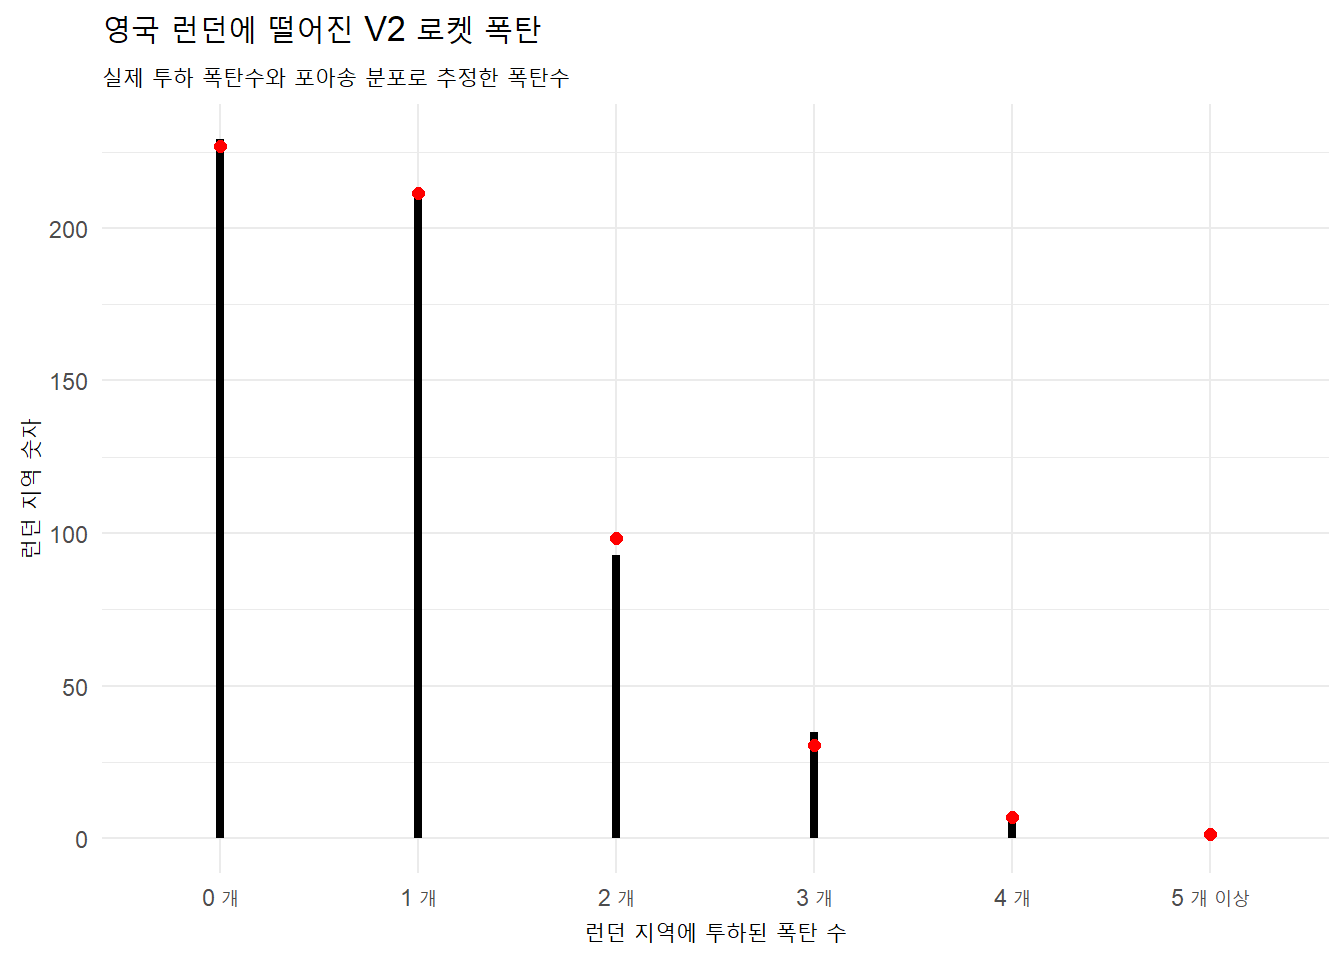 영국 런던에 떨어진 V2 로켓 폭탄
실제 투하 폭탄수와 포아송 분포로 추정한 폭탄수
런던 지역 숫자
200
150
100
50
0
0 개
1 개
2 개
3 개
4 개
5 개 이상
런던 지역에 투하된 폭탄 수